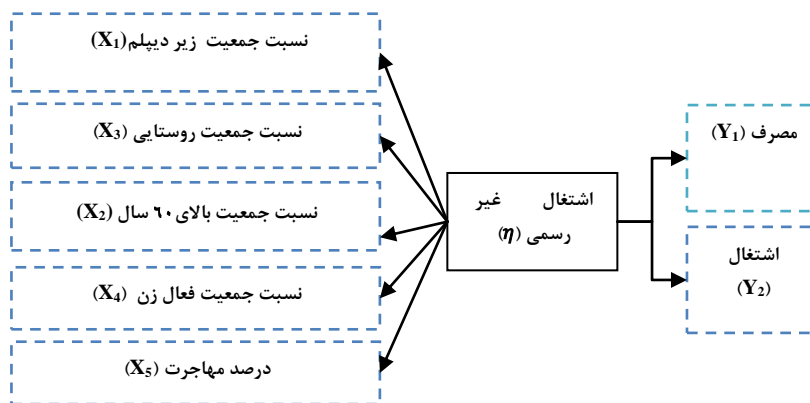 نسبت جمعیت زیر دیپلم(X₁)
نسبت جمعیت روستایی (X₃)
نسبت جمعیت بالای ۶۰ سال (X₂)
نسبت جمعیت فعال زن (X₄)
درصد مهاجرت (X₅)
اشتغال غیر
رسمی (η)
مصرف (Y₁)
اشتغال
(Y₂)